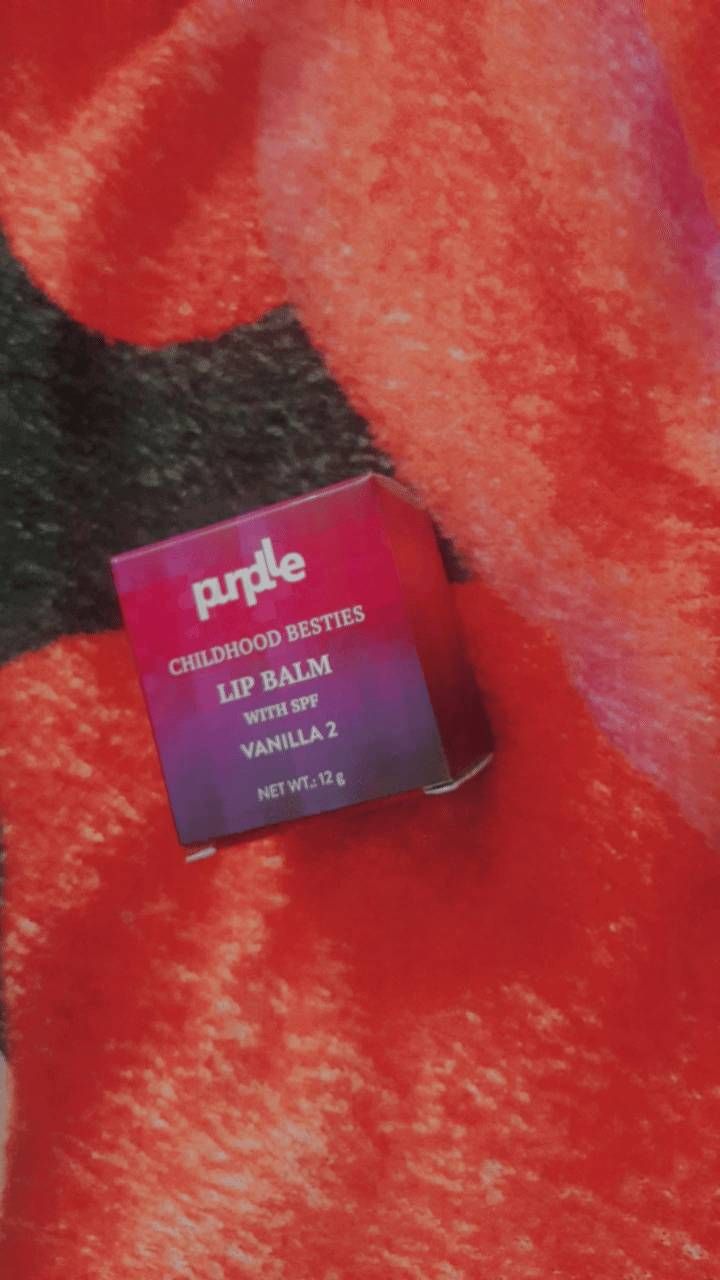 purplle
CHILDHOOD BESTIES
LIP BALM
WITH SPF
VANILLA 2
NET WT.: 12 g